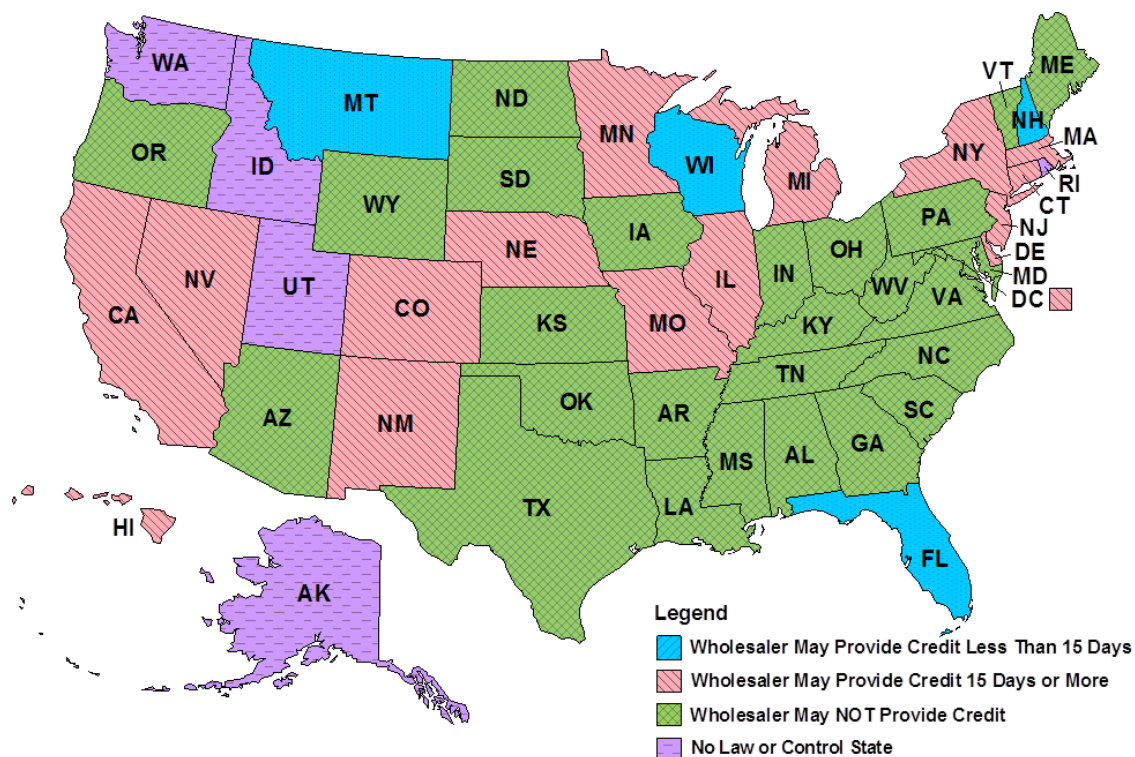 WA
MT
ND
MN
VT
ME
NH
MA
OR
ID
SD
WI
NY
MI
RI
WY
CT
IA
PA
NJ
NE
OH
DE
NV
IL
IN
MD
UT
WV
VA
DC
CA
CO
KS
MO
KY
NC
TN
OK
AR
SC
AZ
NM
MS
AL
GA
TX
LA
HI
FL
AK
Legend
Wholesaler May Provide Credit Less Than 15 Days
Wholesaler May Provide Credit 15 Days or More
Wholesaler May NOT Provide Credit
No Law or Control State